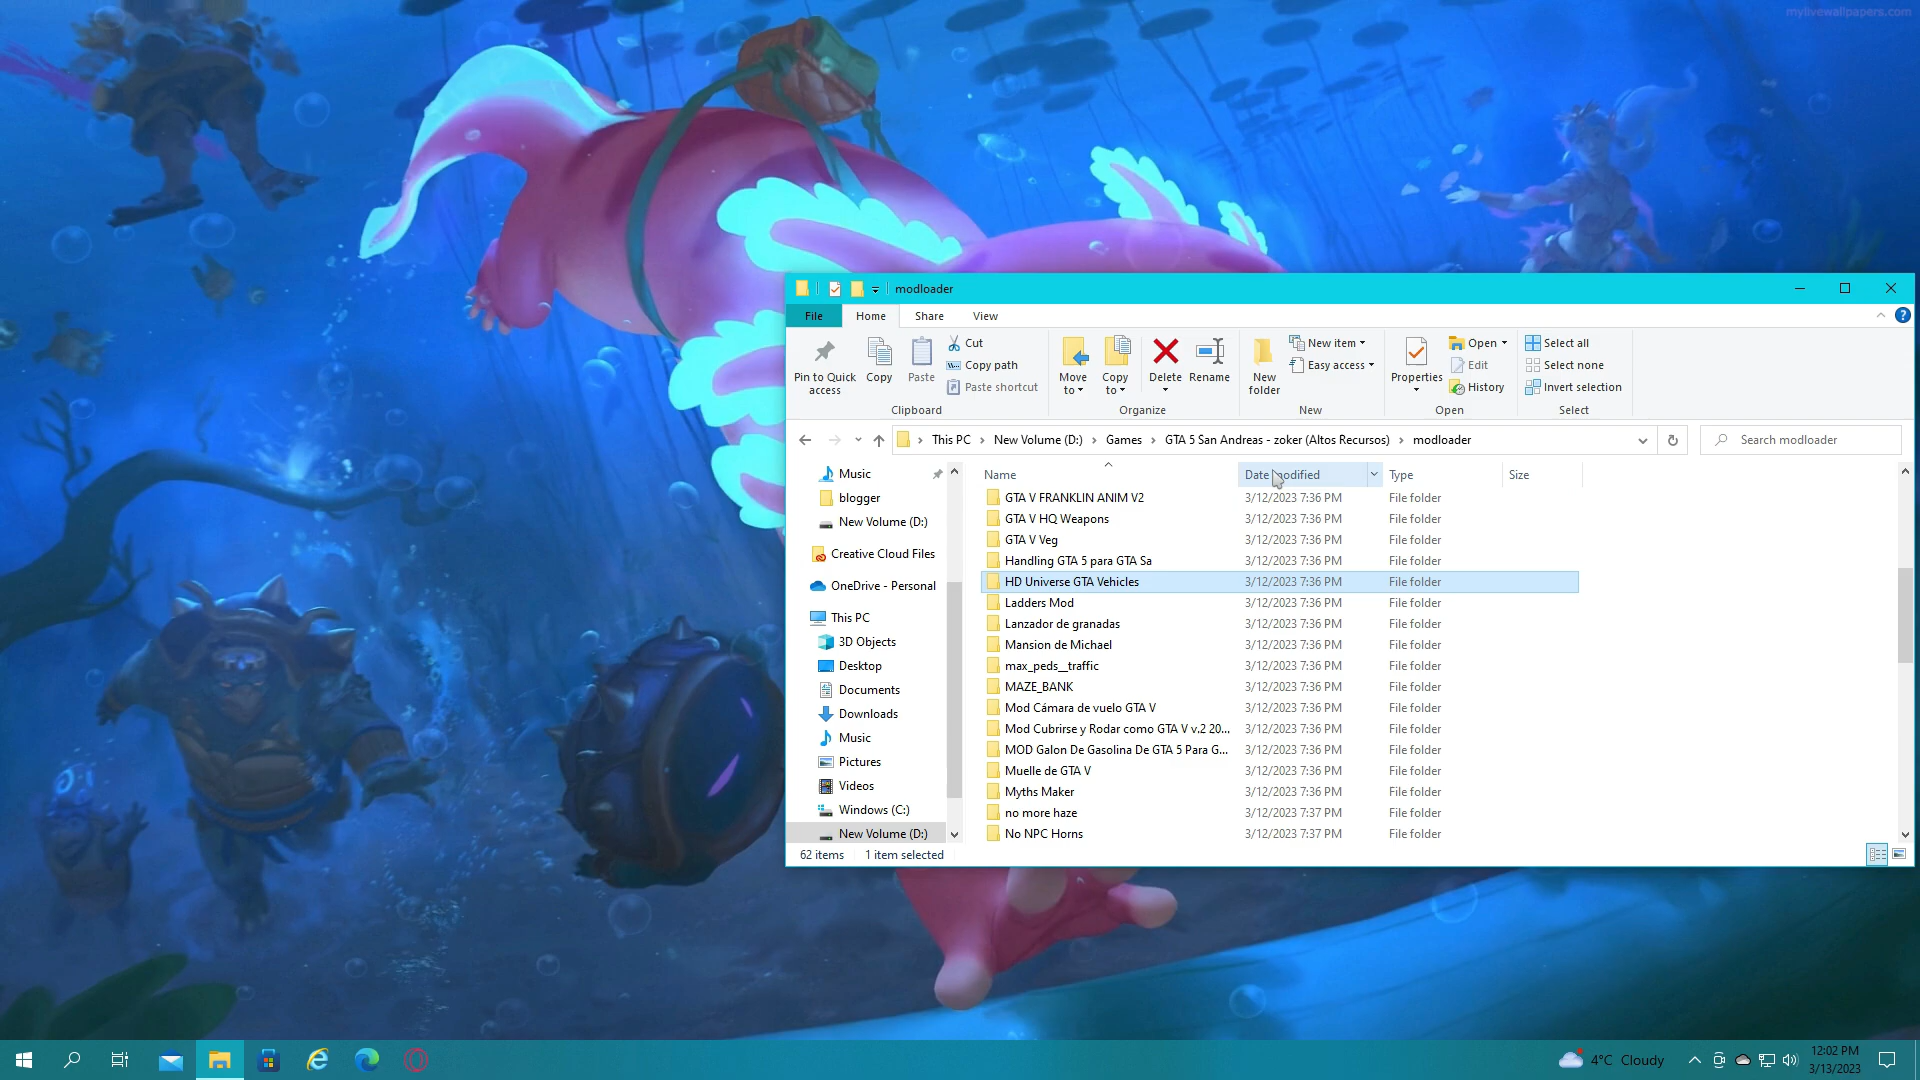 mylivewallpapers.com
modloader
File Home Share View
Pin to Quick access
Copy
Paste
Cut
Copy path
Paste shortcut
Clipboard
Move to
Copy to
Delete
Rename
Organize
New folder
New item
Easy access
New
Properties
Open
Edit
History
Open
Select all
Select none
Invert selection
Select
This PC > New Volume (D:) > Games > GTA 5 San Andreas - zoker (Altos Recursos) > modloader
Search modloader
Music
blogger
New Volume (D:)
Creative Cloud Files
OneDrive - Personal
This PC
3D Objects
Desktop
Documents
Downloads
Music
Pictures
Videos
Windows (C:)
New Volume (D:)
Name Date modified Type Size
GTA V FRANKLIN ANIM V2 3/12/2023 7:36 PM File folder
GTA V HQ Weapons 3/12/2023 7:36 PM File folder
GTA V Veg 3/12/2023 7:36 PM File folder
Handling GTA 5 para GTA Sa 3/12/2023 7:36 PM File folder
HD Universe GTA Vehicles 3/12/2023 7:36 PM File folder
Ladders Mod 3/12/2023 7:36 PM File folder
Lanzador de granadas 3/12/2023 7:36 PM File folder
Mansion de Michael 3/12/2023 7:36 PM File folder
max_peds__traffic 3/12/2023 7:36 PM File folder
MAZE_BANK 3/12/2023 7:36 PM File folder
Mod Cámara de vuelo GTA V 3/12/2023 7:36 PM File folder
Mod Cubrirse y Rodar como GTA V v.2 20... 3/12/2023 7:36 PM File folder
MOD Galon De Gasolina De GTA 5 Para G... 3/12/2023 7:36 PM File folder
Muelle de GTA V 3/12/2023 7:36 PM File folder
Myths Maker 3/12/2023 7:36 PM File folder
no more haze 3/12/2023 7:37 PM File folder
No NPC Horns 3/12/2023 7:37 PM File folder
62 items 1 item selected
4°C Cloudy
12:02 PM
3/13/2023